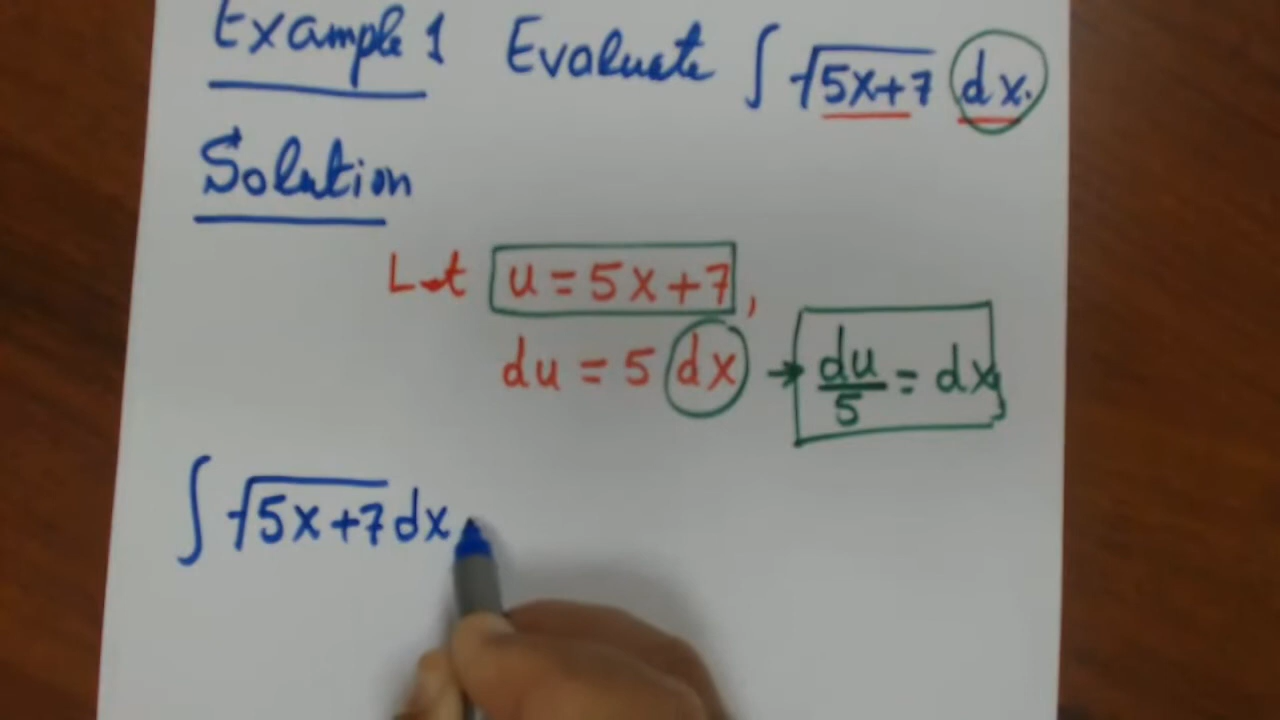 Example 1 Evaluate ∫ √5x+7 dx.
Solution
Let u = 5x+7,
du = 5 dx → du/5 = dx,
∫ √5x+7 dx